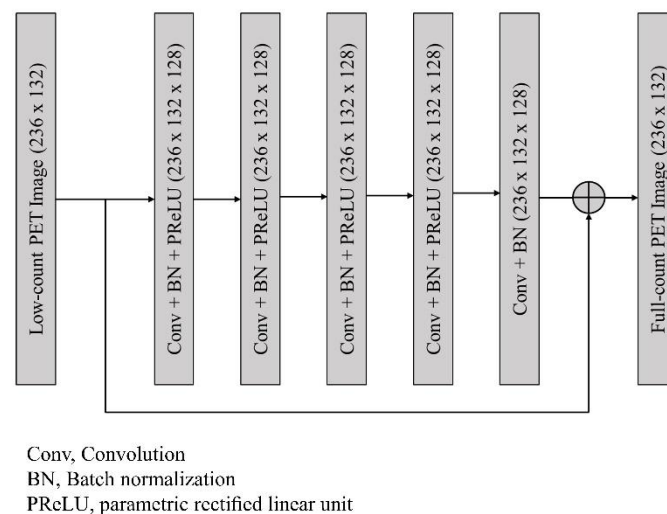 Low-count PET Image (236 x 132)
Conv + BN + PReLU (236 x 132 x 128)
Conv + BN + PReLU (236 x 132 x 128)
Conv + BN + PReLU (236 x 132 x 128)
Conv + BN + PReLU (236 x 132 x 128)
Conv + BN (236 x 132 x 128)
Full-count PET Image (236 x 132)
Conv, Convolution
BN, Batch normalization
PReLU, parametric rectified linear unit